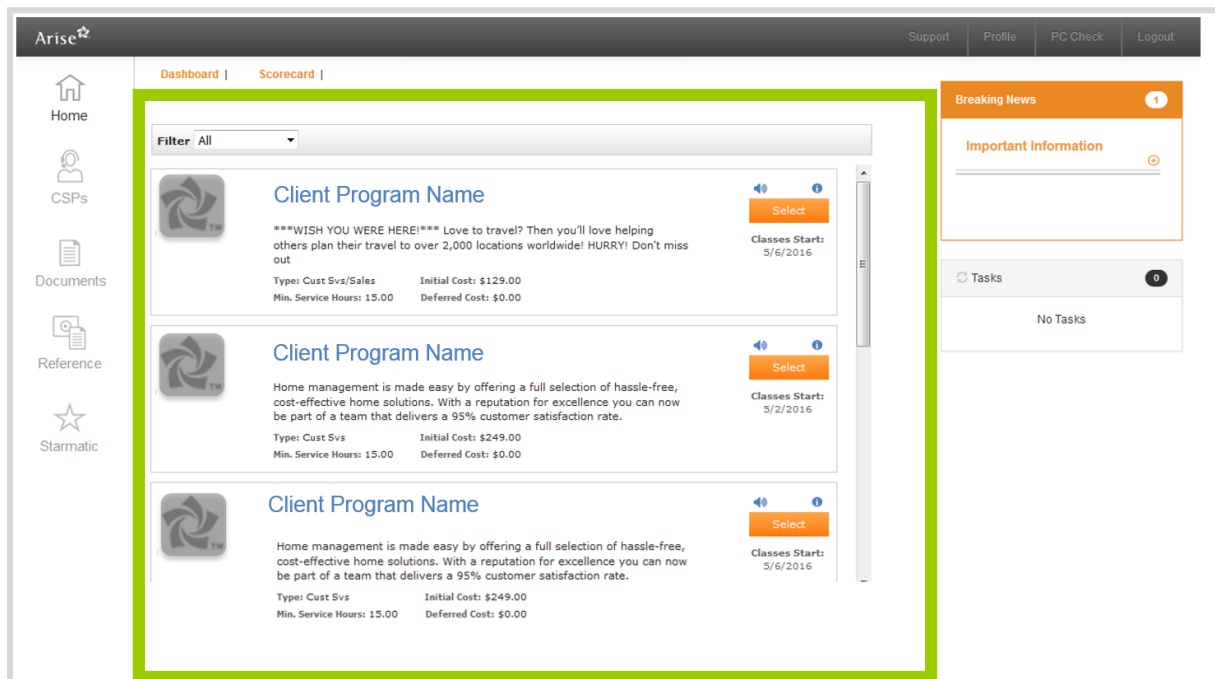 Arise
Support Profile PC Check Logout
Dashboard | Scorecard |
Home
CSPs
Documents
Reference
Starmatic
Filter All
Client Program Name
***WISH YOU WERE HERE!*** Love to travel? Then you'll love helping
others plan their travel to over 2,000 locations worldwide! HURRY! Don't miss
out
Type: Cust Svs/Sales Initial Cost: $129.00
Min. Service Hours: 15.00 Deferred Cost: $0.00
Select
Classes Start:
5/6/2016
Client Program Name
Home management is made easy by offering a full selection of hassle-free,
cost-effective home solutions. With a reputation for excellence you can now
be part of a team that delivers a 95% customer satisfaction rate.
Type: Cust Svs Initial Cost: $249.00
Min. Service Hours: 15.00 Deferred Cost: $0.00
Select
Classes Start:
5/2/2016
Client Program Name
Home management is made easy by offering a full selection of hassle-free,
cost-effective home solutions. With a reputation for excellence you can now
be part of a team that delivers a 95% customer satisfaction rate.
Type: Cust Svs Initial Cost: $249.00
Min. Service Hours: 15.00 Deferred Cost: $0.00
Select
Classes Start:
5/6/2016
TM
TM
TM
Breaking News 1
Important Information
Tasks 0
No Tasks